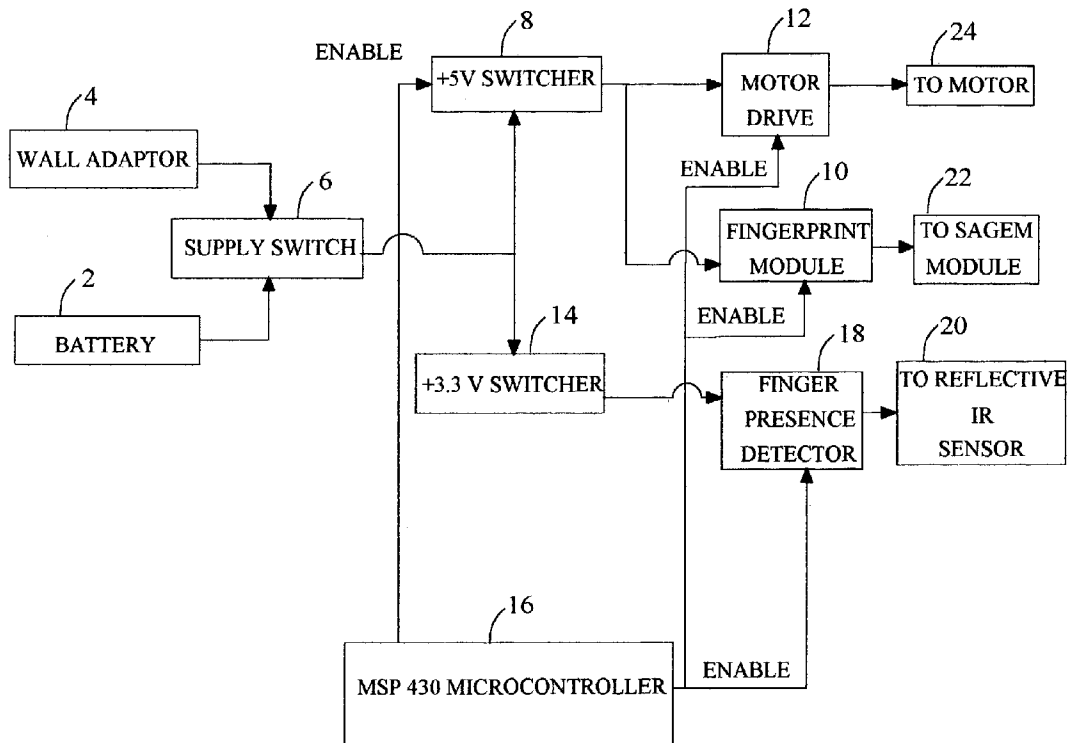 8
12
24
ENABLE
+5V SWITCHER
MOTOR
DRIVE
TO MOTOR
4
WALL ADAPTOR
6
SUPPLY SWITCH
ENABLE
10
22
FINGERPRINT
MODULE
TO SAGEM
MODULE
2
BATTERY
14
+3.3 V SWITCHER
ENABLE
18
20
FINGER
PRESENCE
DETECTOR
TO REFLECTIVE
IR
SENSOR
16
MSP 430 MICROCONTROLLER
ENABLE